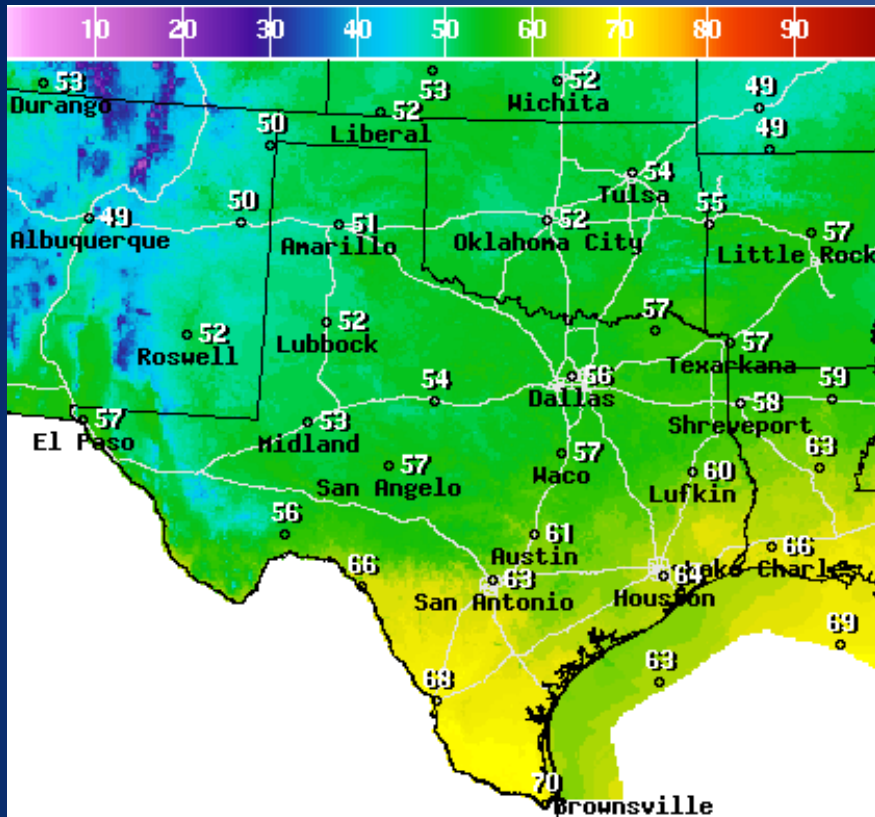 10 20 30 40 50 60 70 80 90
53
Durango
53
52
Wichita
52
Liberal
49
49
50
54
Tulsa
49
Albuquerque
50
51
Amarillo
52
Oklahoma City
55
57
Little Rock
52
Roswell
52
Lubbock
57
57
Texarkana
56
Dallas
54
58
Shreveport
59
57
El Paso
53
Midland
57
San Angelo
57
Waco
60
Lufkin
63
56
61
Austin
66
Lake Charles
66
63
San Antonio
64
Houston
69
63
68
70
Brownsville